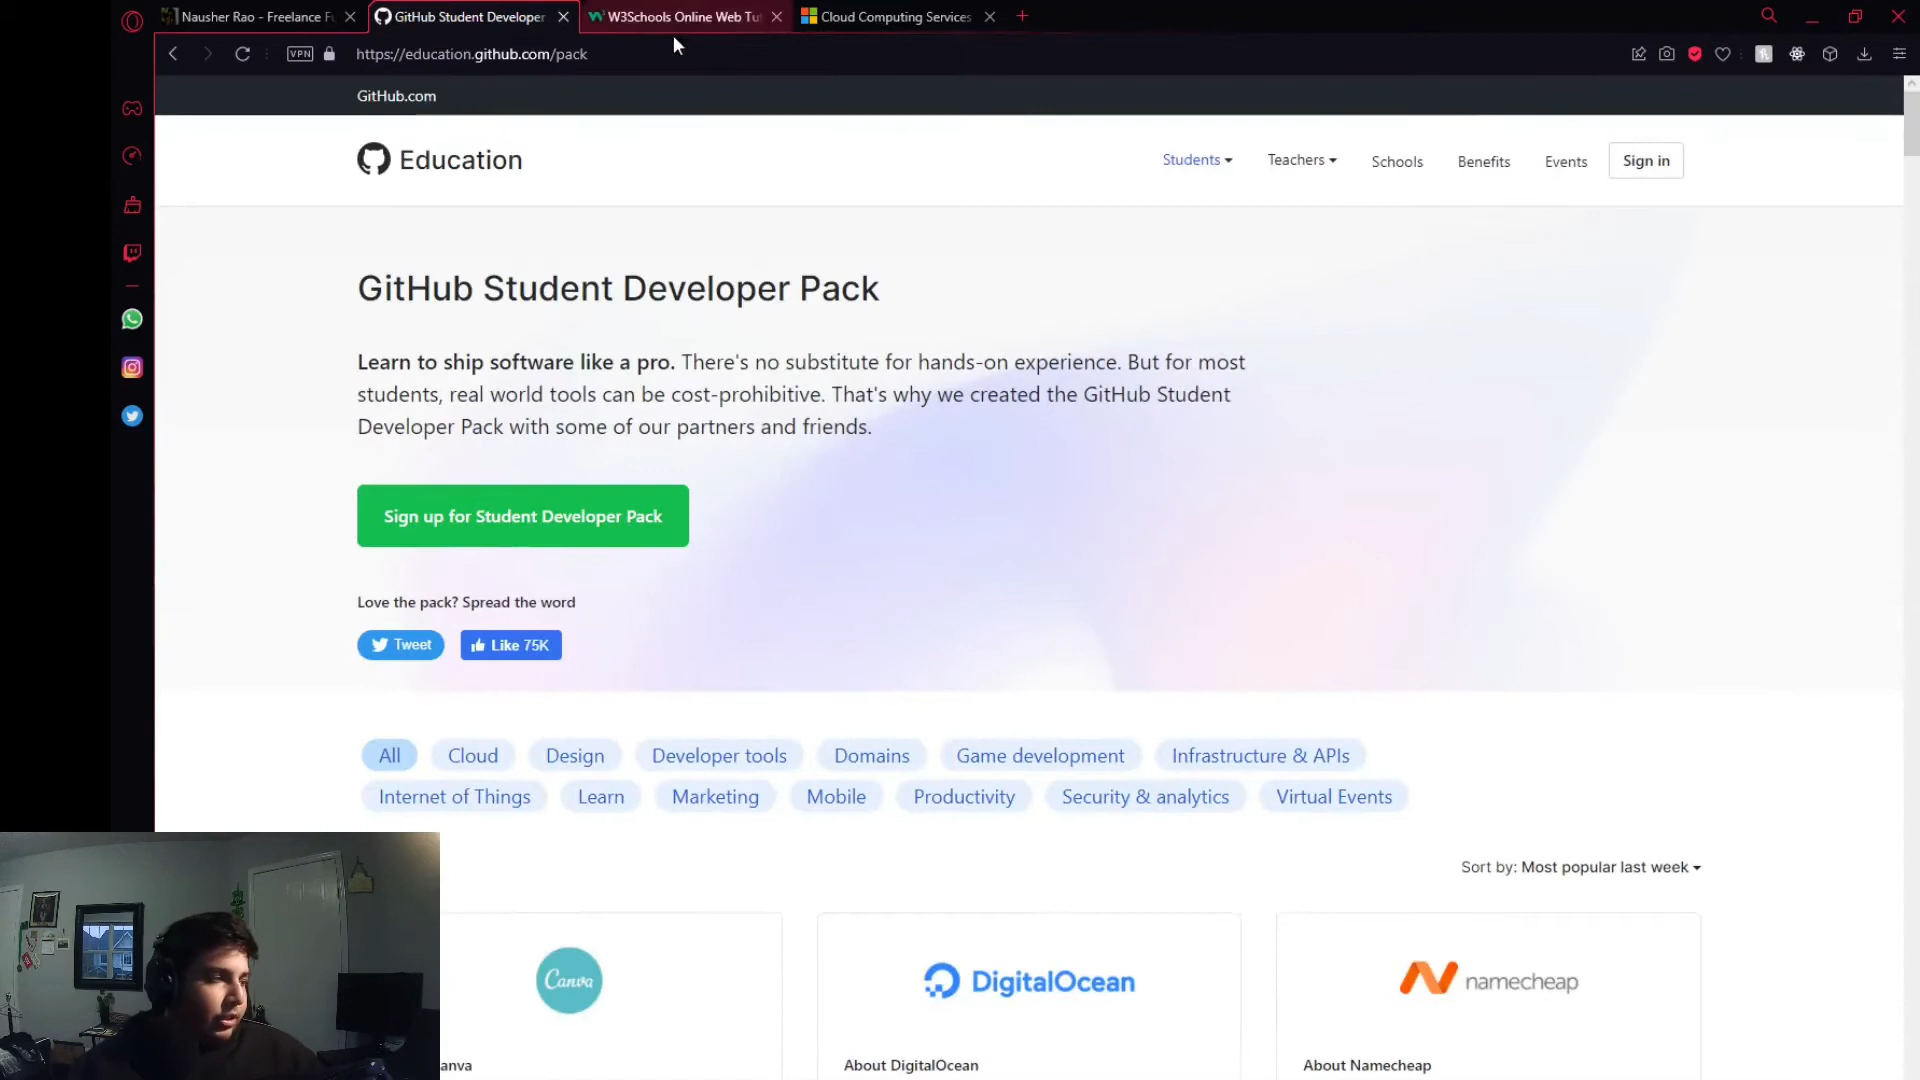 Nausher Rao - Freelance Fu
GitHub Student Developer
W3Schools Online Web Tut
Cloud Computing Services
VPN
https://education.github.com/pack
GitHub.com
Education
Students
Teachers
Schools
Benefits
Events
Sign in
GitHub Student Developer Pack
Learn to ship software like a pro. There's no substitute for hands-on experience. But for most
students, real world tools can be cost-prohibitive. That's why we created the GitHub Student
Developer Pack with some of our partners and friends.
Sign up for Student Developer Pack
Love the pack? Spread the word
Tweet
Like 75K
All
Cloud
Design
Developer tools
Domains
Game development
Infrastructure & APIs
Internet of Things
Learn
Marketing
Mobile
Productivity
Security & analytics
Virtual Events
Sort by: Most popular last week
Canva
DigitalOcean
namecheap
anva
About DigitalOcean
About Namecheap